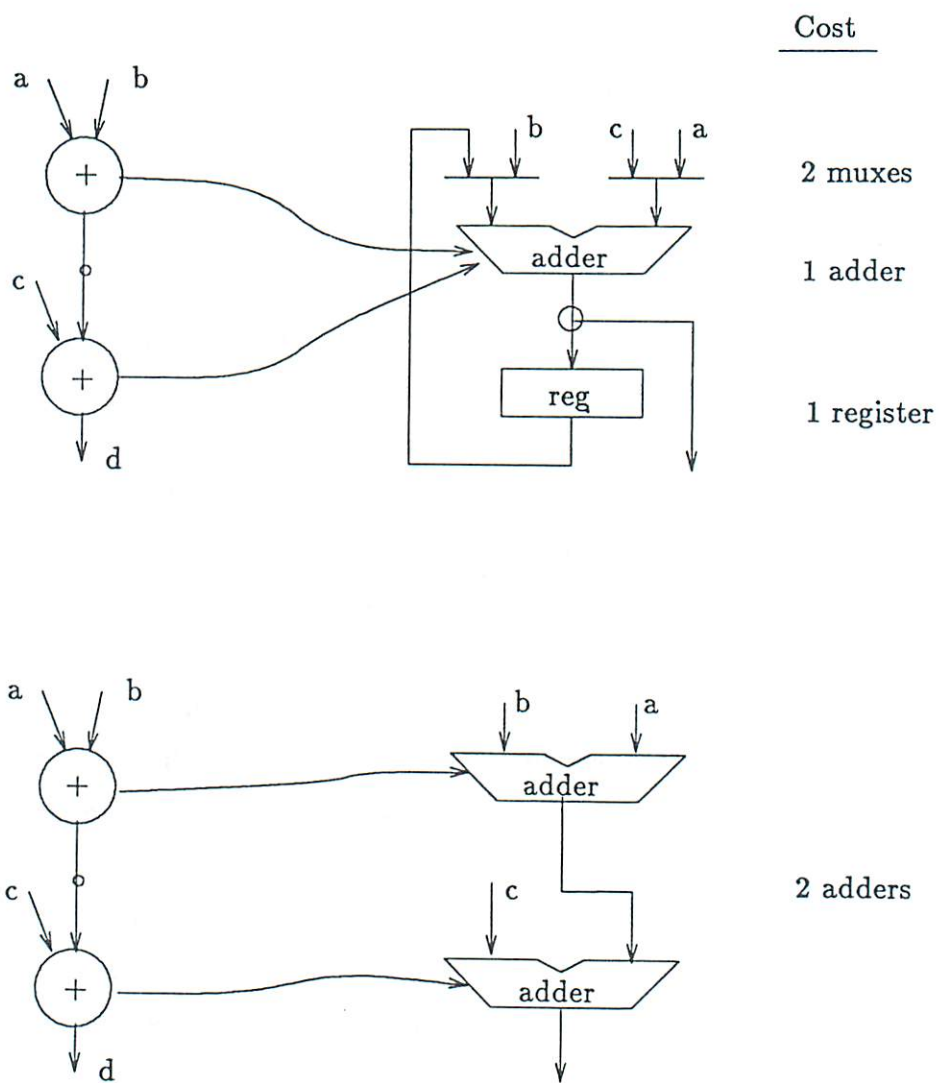 Cost
a b
b c a
+
2 muxes
adder
1 adder
c
+
reg
1 register
d
a b
b a
+
adder
c
c
2 adders
+
adder
d